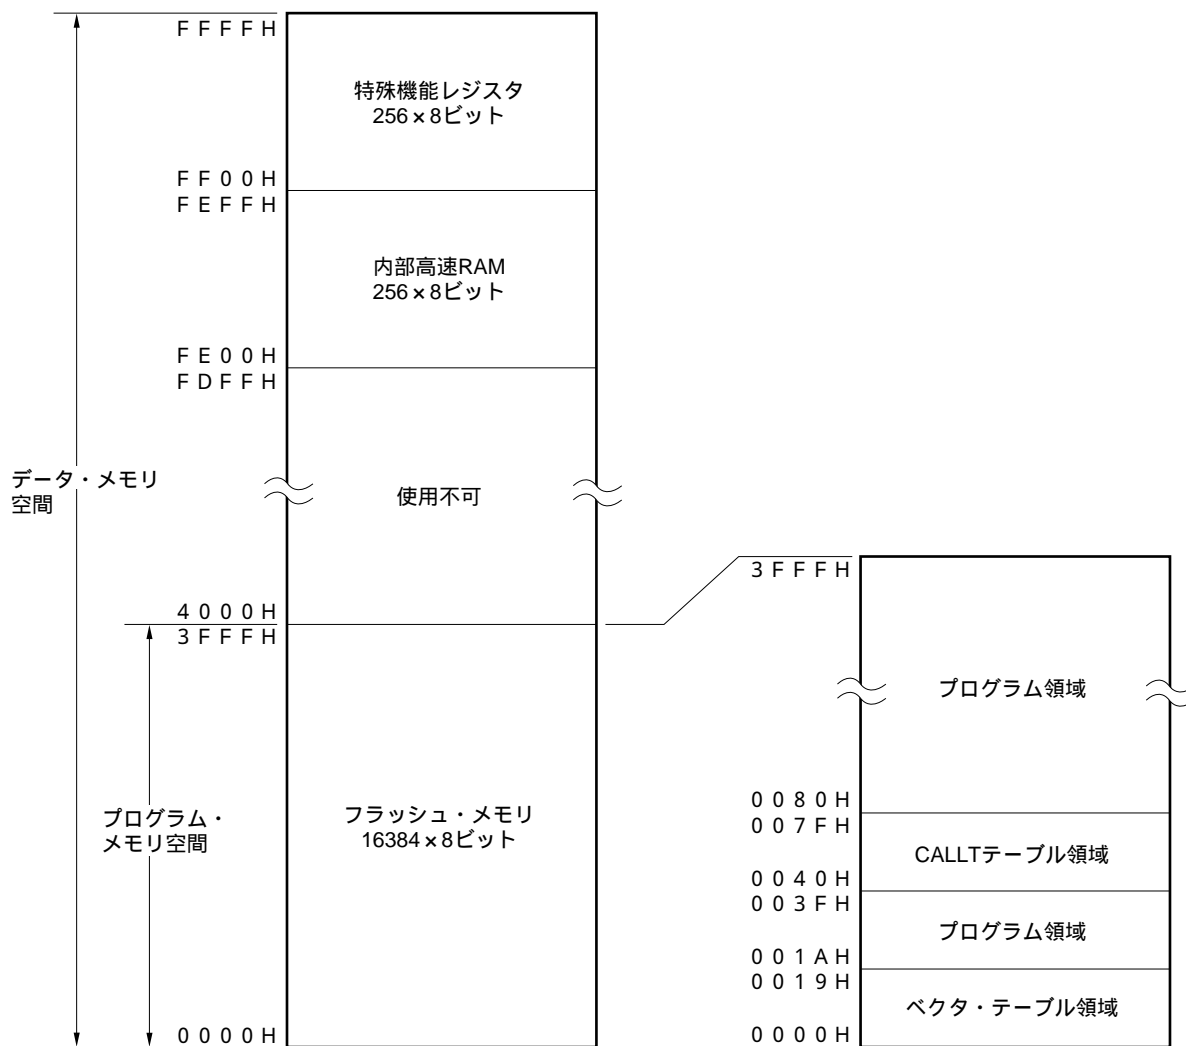 FFFFH
特殊機能レジスタ
256×8ビット
FF00H
FEFFH
内部高速RAM
256×8ビット
FE00H
FDFFH
データ・メモリ
空間
使用不可
4000H
3FFFH
プログラム・
メモリ空間
フラッシュ・メモリ
16384×8ビット
0000H
3FFFH
プログラム領域
0080H
007FH
CALLTテーブル領域
0040H
003FH
プログラム領域
001AH
0019H
ベクタ・テーブル領域
0000H